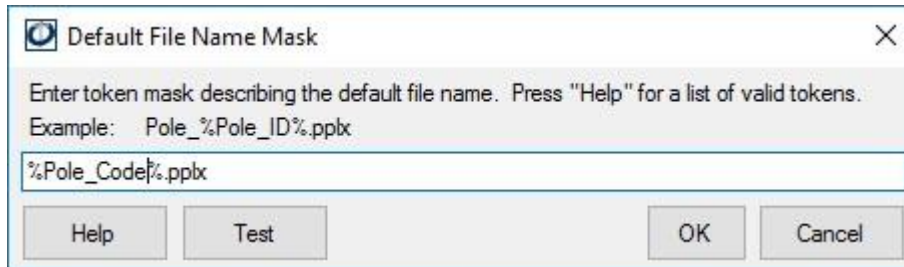 Default File Name Mask
Enter token mask describing the default file name. Press "Help" for a list of valid tokens.
Example: Pole_%Pole_ID%.pplx
%Pole_Code%.pplx
Help Test OK Cancel